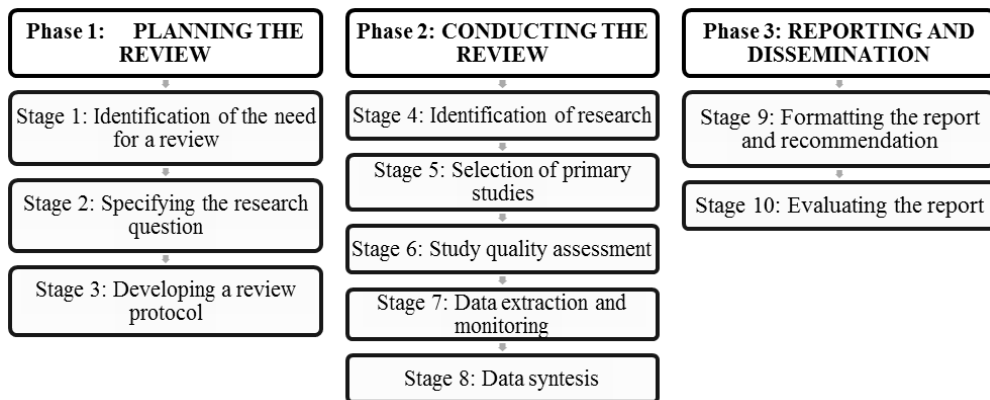 Phase 1: PLANNING THE
REVIEW
Stage 1: Identification of the need
for a review
Stage 2: Specifying the research
question
Stage 3: Developing a review
protocol
Phase 2: CONDUCTING THE
REVIEW
Stage 4: Identification of research
Stage 5: Selection of primary
studies
Stage 6: Study quality assessment
Stage 7: Data extraction and
monitoring
Stage 8: Data syntesis
Phase 3: REPORTING AND
DISSEMINATION
Stage 9: Formatting the report
and recommendation
Stage 10: Evaluating the report